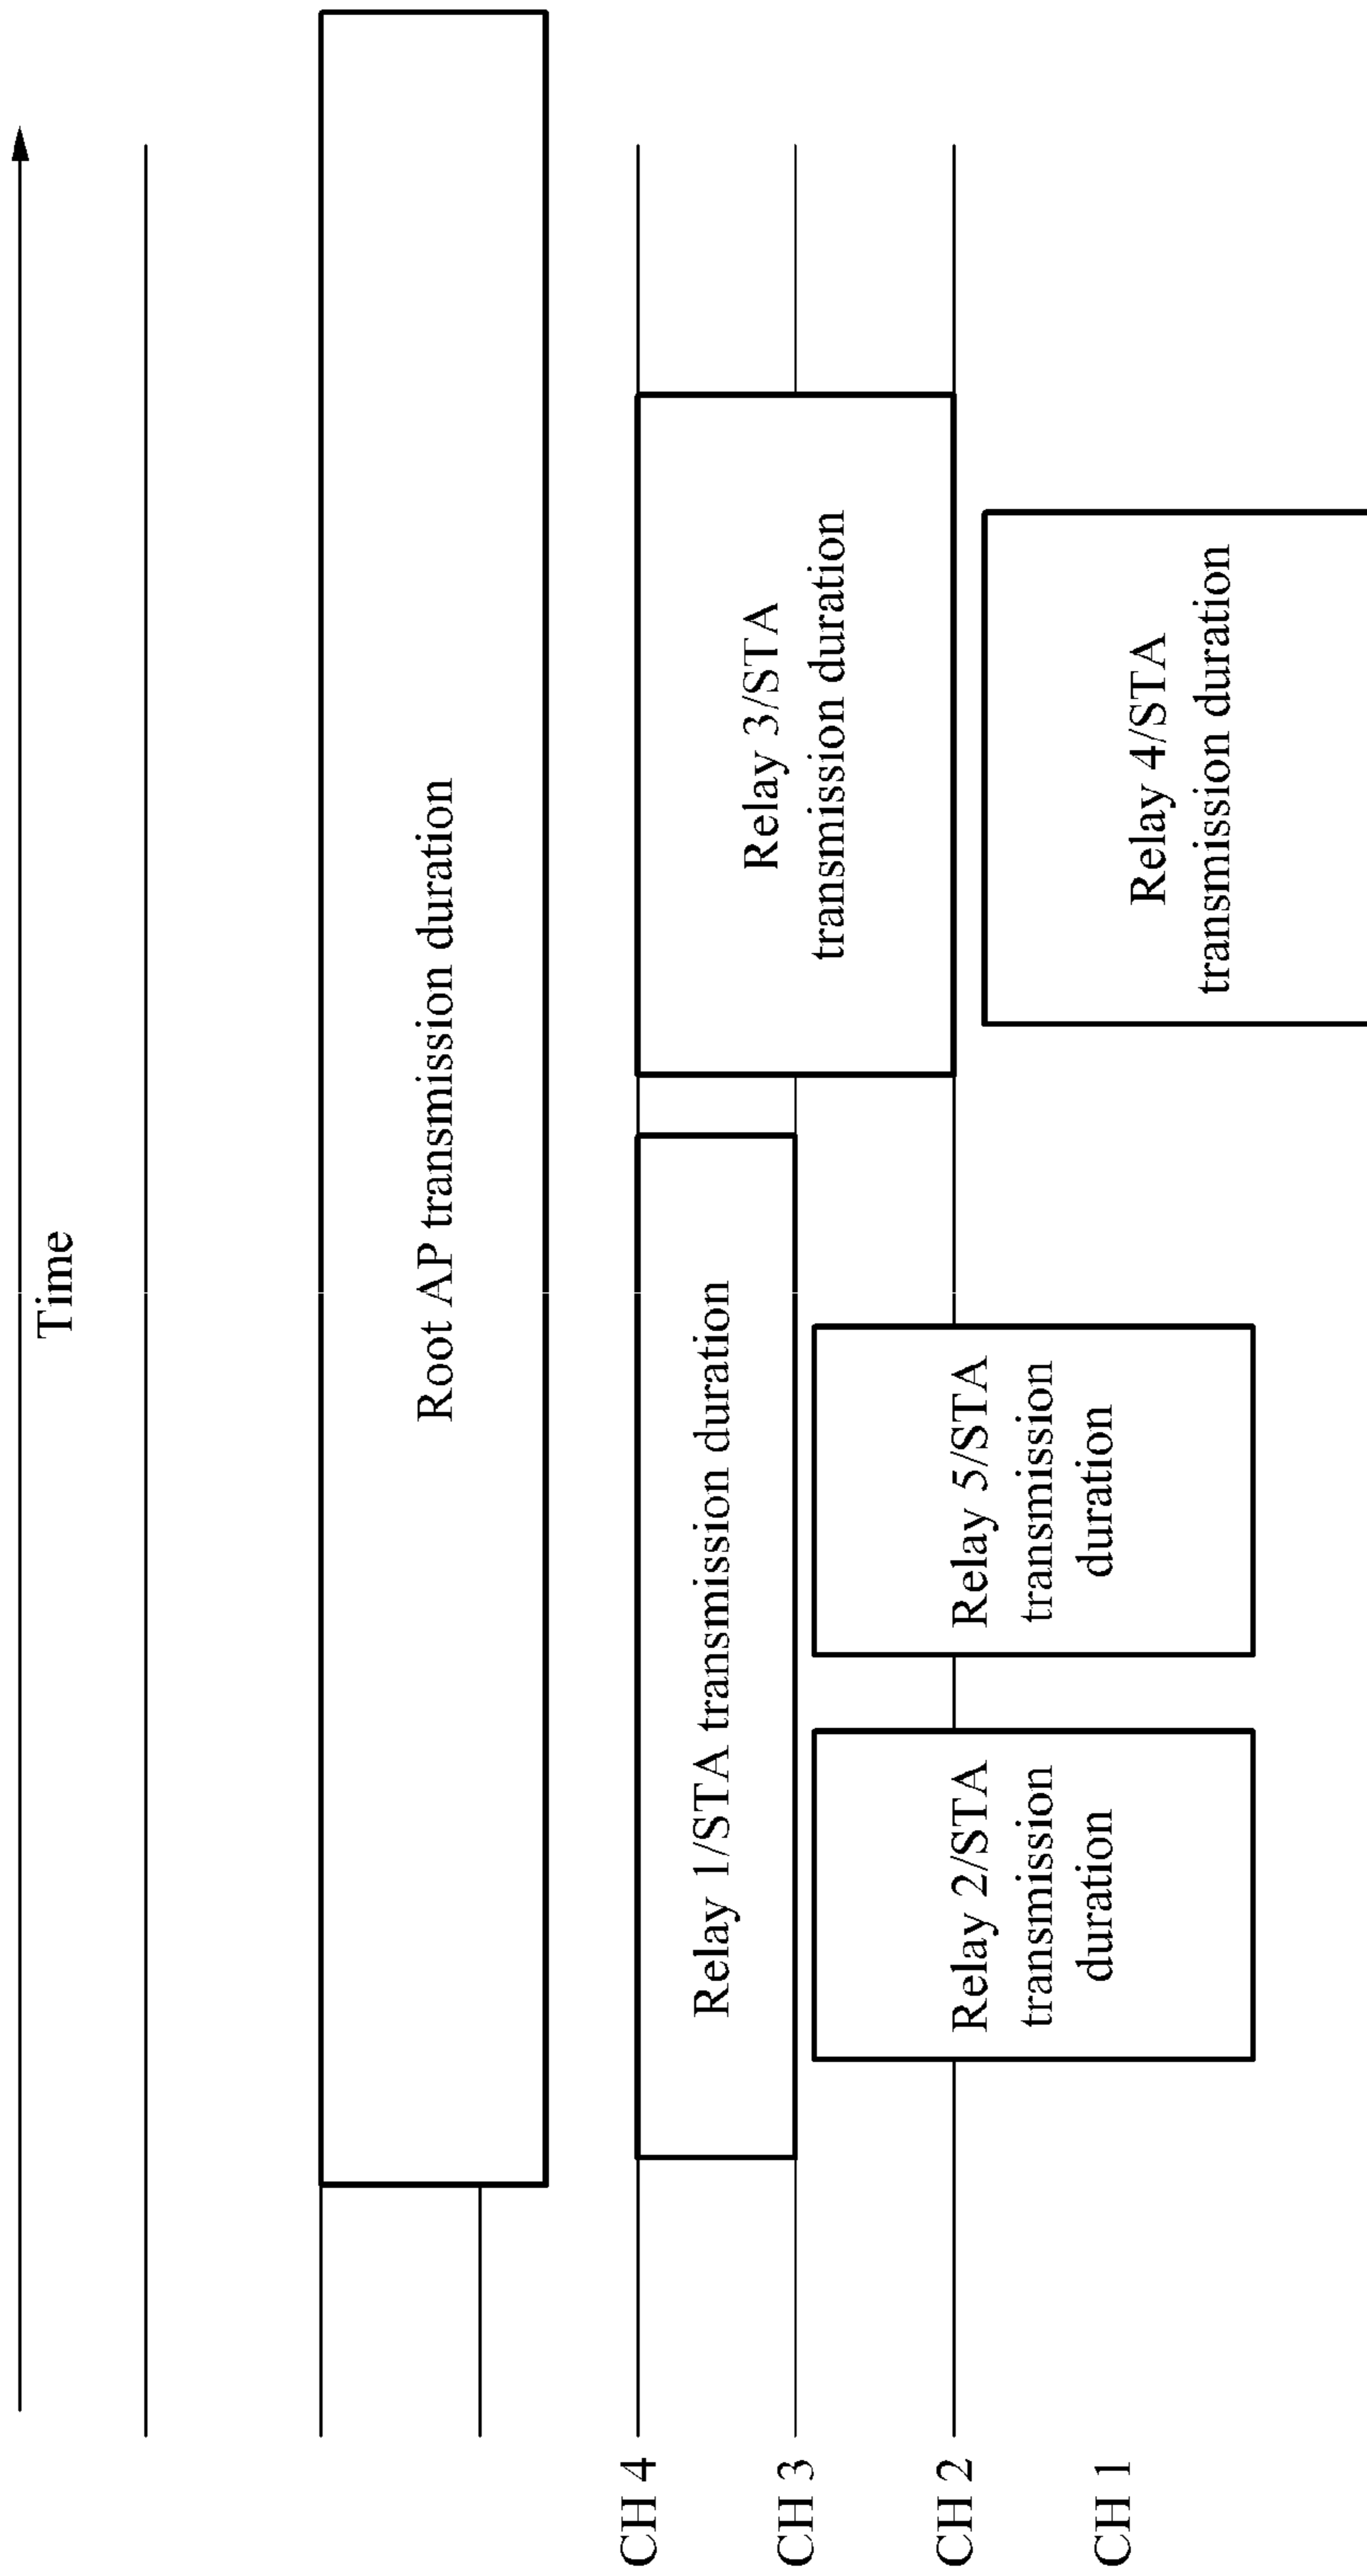 Time
Root AP transmission duration
Relay 1/STA transmission duration
Relay 3/STA
transmission duration
Relay 2/STA
transmission
duration
Relay 5/STA
transmission
duration
Relay 4/STA
transmission duration
CH 4
CH 3
CH 2
CH 1